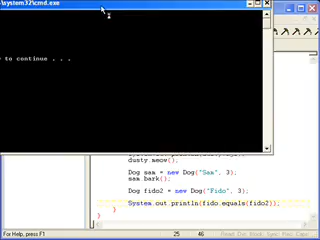 \system32\cmd.exe
to continue . . .
dusty.meow();
Dog sam = new Dog("Sam", 3);
sam.bark();
Dog fido2 = new Dog("Fido", 3);
System.out.println(fido.equals(fido2));
}
}
For Help, press F1
25 46